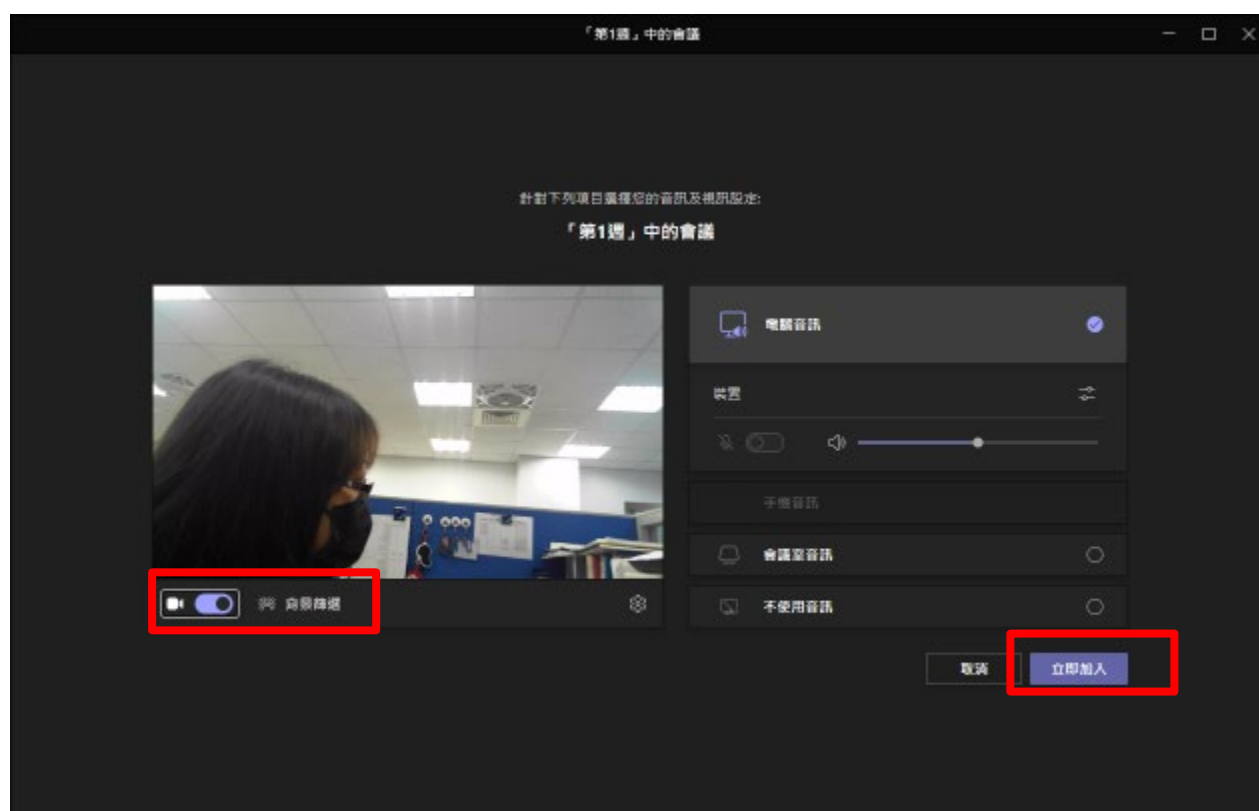 「第1週」中的會議
針對下列項目選擇您的音訊及視訊設定:
「第1週」中的會議
電腦音訊
裝置
手機音訊
背景篩選
會議室音訊
不使用音訊
取消
立即加入